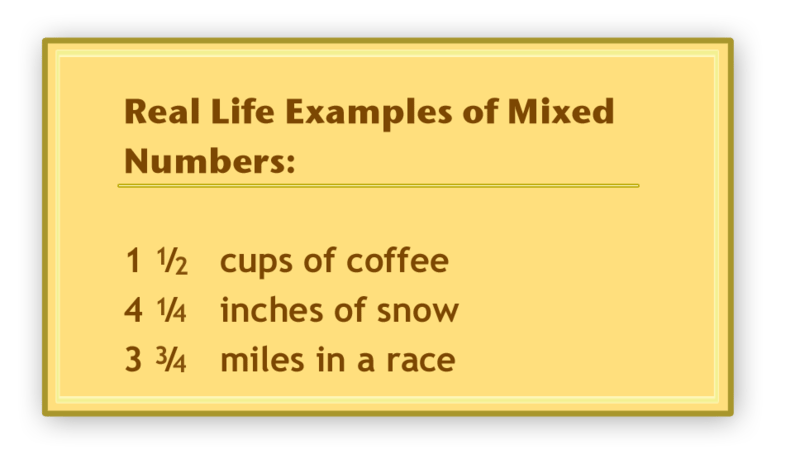 Real Life Examples of Mixed
Numbers:
1 ½ cups of coffee
4 ¼ inches of snow
3 ¾ miles in a race